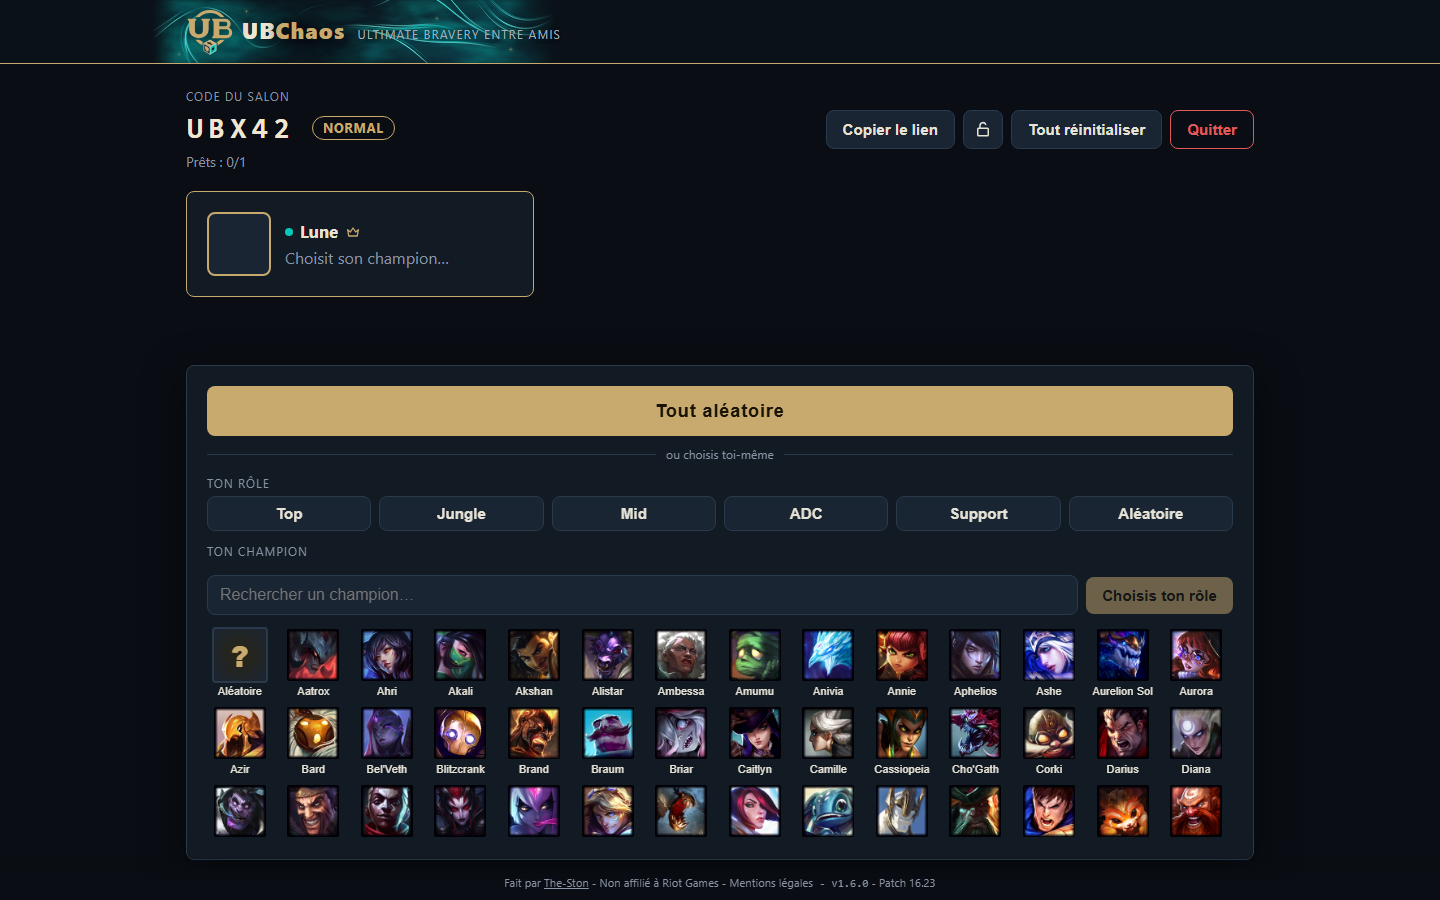 UB UBChaos ULTIMATE BRAVERY ENTRE AMIS
CODE DU SALON
UBX42 NORMAL
Prêts : 0/1
Copier le lien Tout réinitialiser Quitter
Lune
Choisit son champion...
Tout aléatoire
ou choisis toi-même
TON RÔLE
Top Jungle Mid ADC Support Aléatoire
TON CHAMPION
Rechercher un champion... Choisis ton rôle
?
Aléatoire Aatrox Ahri Akali Akshan Alistar Ambessa Amumu Anivia Annie Aphelios Ashe Aurelion Sol Aurora
Azir Bard Bel'Veth Blitzcrank Brand Braum Briar Caitlyn Camille Cassiopeia Cho'Gath Corki Darius Diana
Fait par The-Ston - Non affilié à Riot Games - Mentions légales - v1.6.0 - Patch 16.23